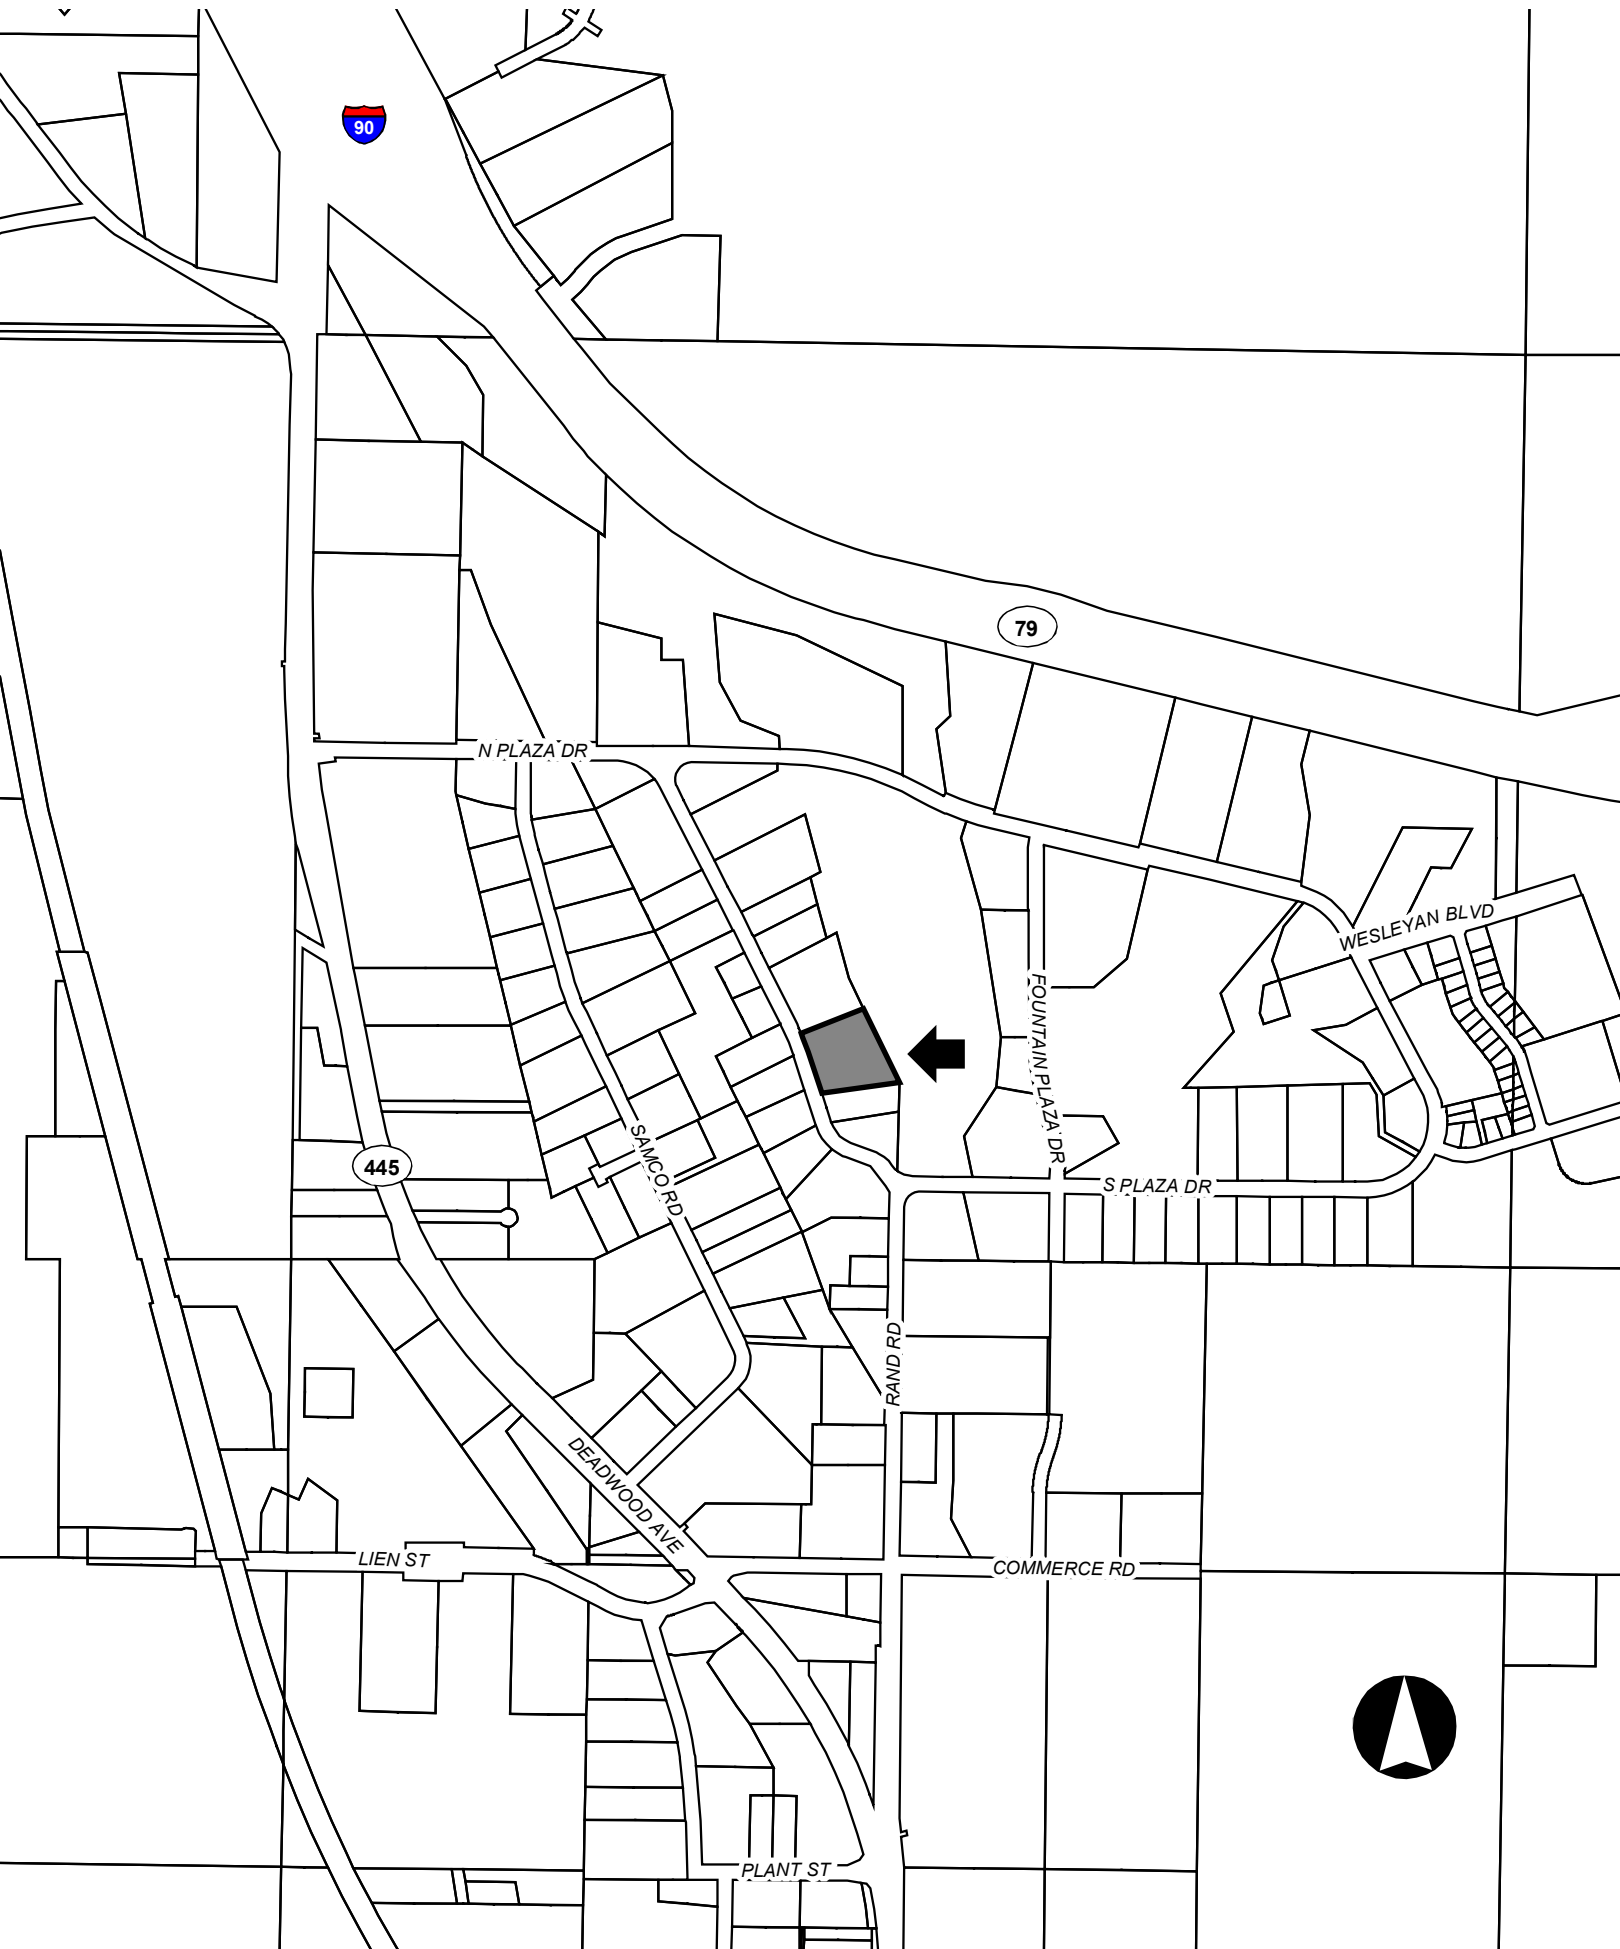 90
79
N PLAZA DR
WESLEYAN BLVD
FOUNTAIN PLAZA DR
SAMCO RD
445
S PLAZA DR
RAND RD
DEADWOOD AVE
LIEN ST
COMMERCE RD
PLANT ST